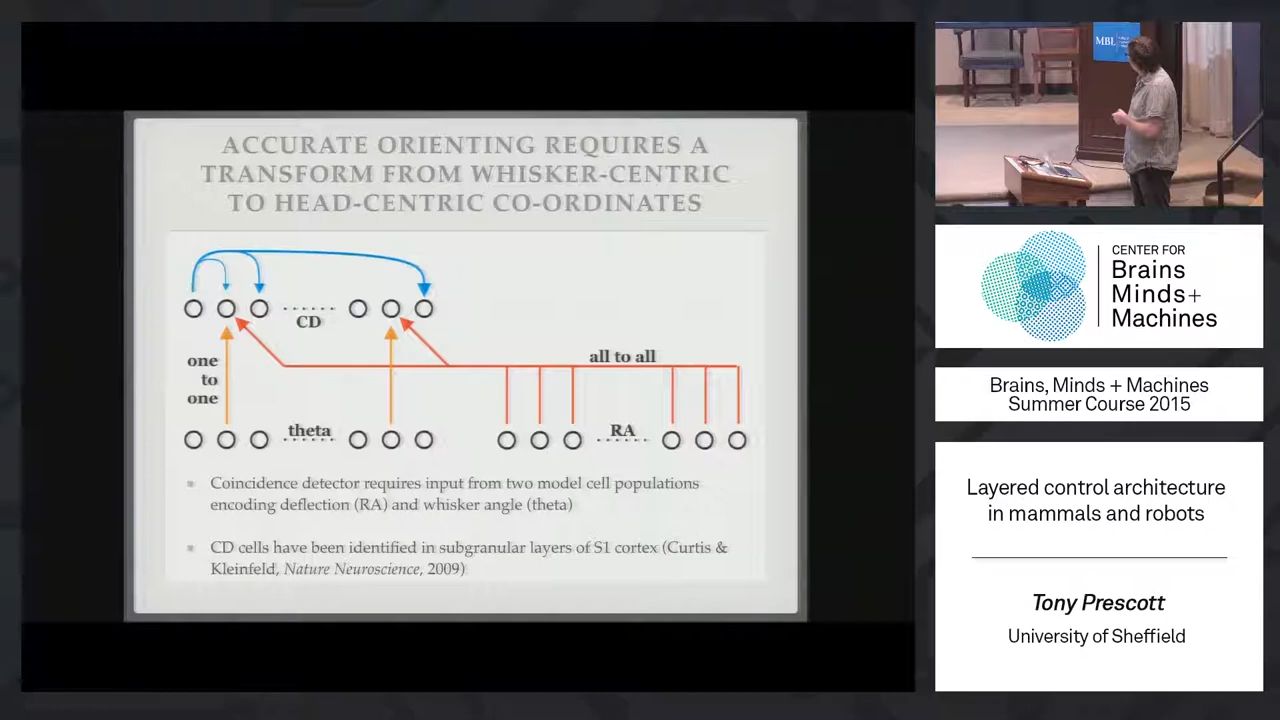 ACCURATE ORIENTING REQUIRES A
TRANSFORM FROM WHISKER-CENTRIC
TO HEAD-CENTRIC CO-ORDINATES
CD
one
to
one
all to all
theta
RA
Coincidence detector requires input from two model cell populations
encoding deflection (RA) and whisker angle (theta)
CD cells have been identified in subgranular layers of S1 cortex (Curtis &
Kleinfeld, Nature Neuroscience, 2009)
MBL
CENTER FOR
Brains
Minds+
Machines
Brains, Minds + Machines
Summer Course 2015
Layered control architecture
in mammals and robots
Tony Prescott
University of Sheffield